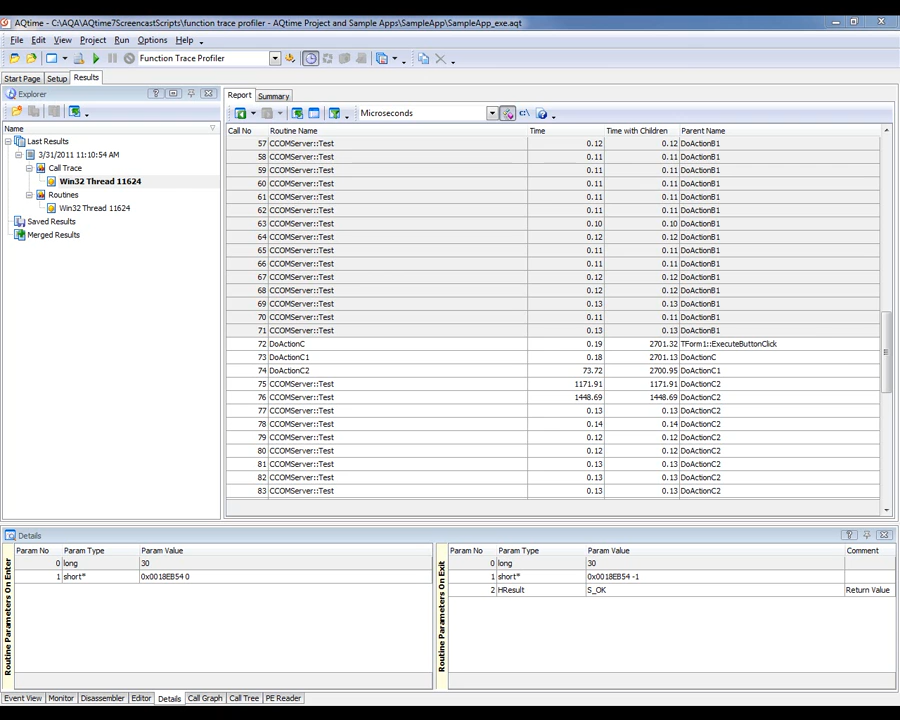 AQtime - C:\AQA\AQtime7ScreencastScripts\function trace profiler - AQtime Project and Sample Apps\SampleApp\SampleApp_exe.aqt
File Edit View Project Run Options Help
Function Trace Profiler
Start Page Setup Results
Explorer
Name
Last Results
3/31/2011 11:10:54 AM
Call Trace
Win32 Thread 11624
Routines
Win32 Thread 11624
Saved Results
Merged Results
Report Summary
Microseconds
Call No Routine Name Time Time with Children Parent Name
57 CCOMServer::Test 0.12 0.12 DoActionB1
58 CCOMServer::Test 0.11 0.11 DoActionB1
59 CCOMServer::Test 0.11 0.11 DoActionB1
60 CCOMServer::Test 0.11 0.11 DoActionB1
61 CCOMServer::Test 0.11 0.11 DoActionB1
62 CCOMServer::Test 0.11 0.11 DoActionB1
63 CCOMServer::Test 0.10 0.10 DoActionB1
64 CCOMServer::Test 0.12 0.12 DoActionB1
65 CCOMServer::Test 0.11 0.11 DoActionB1
66 CCOMServer::Test 0.11 0.11 DoActionB1
67 CCOMServer::Test 0.12 0.12 DoActionB1
68 CCOMServer::Test 0.12 0.12 DoActionB1
69 CCOMServer::Test 0.13 0.13 DoActionB1
70 CCOMServer::Test 0.11 0.11 DoActionB1
71 CCOMServer::Test 0.13 0.13 DoActionB1
72 DoActionC 0.19 2701.32 TForm1::ExecuteButtonClick
73 DoActionC1 0.18 2701.13 DoActionC
74 DoActionC2 73.72 2700.95 DoActionC1
75 CCOMServer::Test 1171.91 1171.91 DoActionC2
76 CCOMServer::Test 1448.69 1448.69 DoActionC2
77 CCOMServer::Test 0.13 0.13 DoActionC2
78 CCOMServer::Test 0.14 0.14 DoActionC2
79 CCOMServer::Test 0.12 0.12 DoActionC2
80 CCOMServer::Test 0.12 0.12 DoActionC2
81 CCOMServer::Test 0.13 0.13 DoActionC2
82 CCOMServer::Test 0.13 0.13 DoActionC2
83 CCOMServer::Test 0.13 0.13 DoActionC2
Details
Routine Parameters On Enter
Param No Param Type Param Value
0 long 30
1 short* 0x0018EB54 0
Routine Parameters On Exit
Param No Param Type Param Value Comment
0 long 30
1 short* 0x0018EB54 -1
2 HResult S_OK Return Value
Event View Monitor Disassembler Editor Details Call Graph Call Tree PE Reader